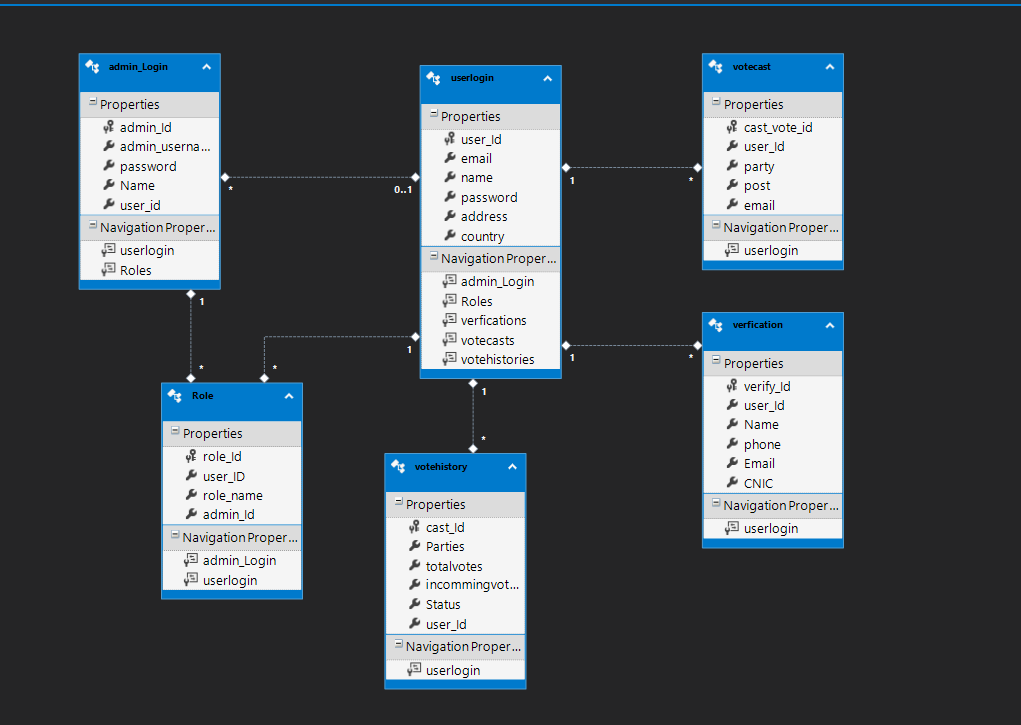 admin_Login
Properties
admin_Id
admin_userna...
password
Name
user_id
Navigation Proper...
userlogin
Roles
userlogin
Properties
user_Id
email
name
password
address
country
Navigation Proper...
admin_Login
Roles
verfications
votecasts
votehistories
votecast
Properties
cast_vote_id
user_Id
party
post
email
Navigation Proper...
userlogin
verfication
Properties
verify_Id
user_Id
Name
phone
Email
CNIC
Navigation Proper...
userlogin
Role
Properties
role_Id
user_ID
role_name
admin_Id
Navigation Proper...
admin_Login
userlogin
votehistory
Properties
cast_Id
Parties
totalvotes
incommingvot...
Status
user_Id
Navigation Proper...
userlogin
*
0..1
1
*
1
*
1
*
1
*
1
*